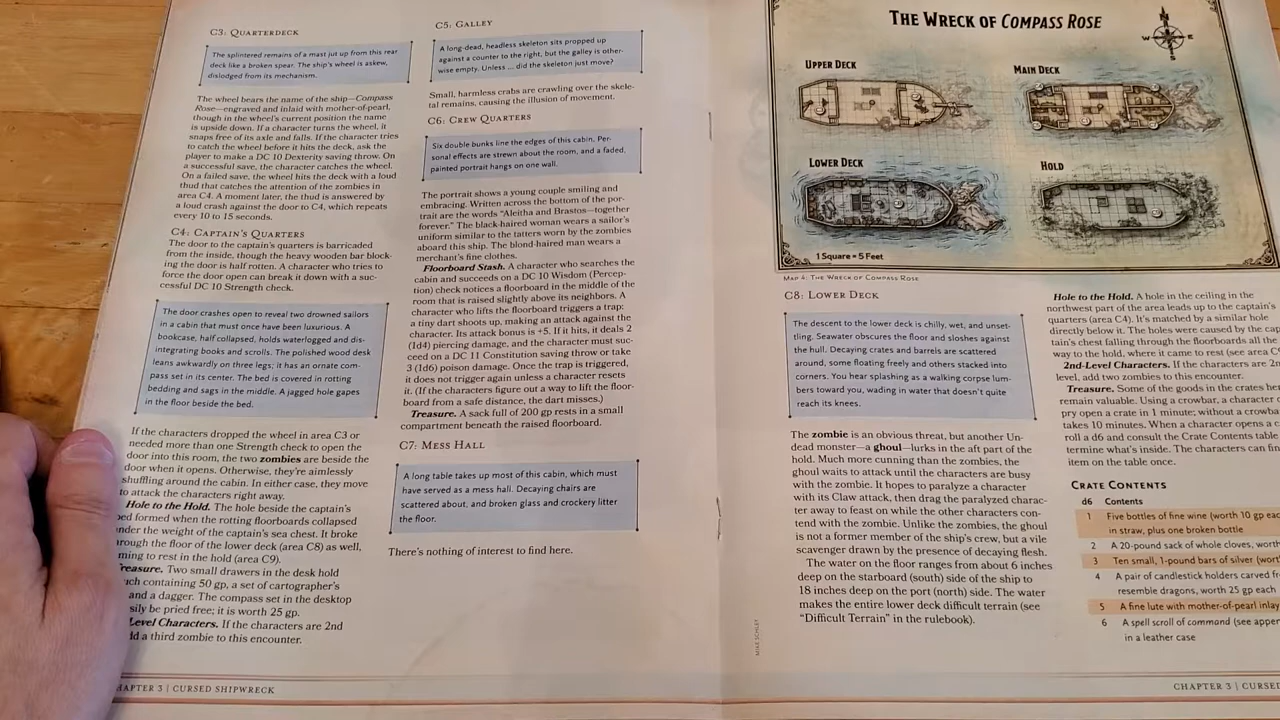 C3: Quarterdeck
The splintered remains of a mast jut up from this rear
deck like a broken spear. The ship's wheel is askew,
dislodged from its mechanism.
The wheel bears the name of the ship—Compass
Rose—engraved and inlaid with mother-of-pearl,
though in the wheel's current position the name
is upside down. If a character turns the wheel, it
snaps free of its axle and falls. If the character tries
to catch the wheel before it hits the deck, ask the
player to make a DC 10 Dexterity saving throw. On
a successful save, the character catches the wheel.
On a failed save, the wheel hits the deck with a loud
thud that catches the attention of the zombies in
area C4. A moment later, the thud is answered by
a loud crash against the door to C4, which repeats
every 10 to 15 seconds.
C4: Captain's Quarters
The door to the captain's quarters is barricaded
from the inside, though the heavy wooden bar block-
ing the door is half rotten. A character who tries to
force the door open can break it down with a suc-
cessful DC 10 Strength check.
The door crashes open to reveal two drowned sailors
in a cabin that must once have been luxurious. A
bookcase, half collapsed, holds waterlogged and dis-
integrating books and scrolls. The polished wood desk
leans awkwardly on three legs; it has an ornate com-
pass set in its center. The bed is covered in rotting
bedding and sags in the middle. A jagged hole gapes
in the floor beside the bed.
If the characters dropped the wheel in area C3 or
needed more than one Strength check to open the
door into this room, the two zombies are beside the
door when it opens. Otherwise, they're aimlessly
shuffling around the cabin. In either case, they move
to attack the characters right away.
Hole to the Hold. The hole beside the captain's
formed when the rotting floorboards collapsed
under the weight of the captain's sea chest. It broke
through the floor of the lower deck (area C8) as well,
coming to rest in the hold (area C9).
Treasure. Two small drawers in the desk hold
containing 50 gp, a set of cartographer's
and a dagger. The compass set in the desktop
easily be pried free; it is worth 25 gp.
Level Characters. If the characters are 2nd
add a third zombie to this encounter.
C5: Galley
A long-dead, headless skeleton sits propped up
against a counter to the right, but the galley is other-
wise empty. Unless ... did the skeleton just move?
Small, harmless crabs are crawling over the skele-
tal remains, causing the illusion of movement.
C6: Crew Quarters
Six double bunks line the edges of this cabin. Per-
sonal effects are strewn about the room, and a faded,
painted portrait hangs on one wall.
The portrait shows a young couple smiling and
embracing. Written across the bottom of the por-
trait are the words "Aleitha and Brastos—together
forever." The black-haired woman wears a sailor's
uniform similar to the tatters worn by the zombies
aboard this ship. The blond-haired man wears a
merchant's fine clothes.
Floorboard Stash. A character who searches the
cabin and succeeds on a DC 10 Wisdom (Percep-
tion) check notices a floorboard in the middle of the
room that is raised slightly above its neighbors. A
character who lifts the floorboard triggers a trap:
a tiny dart shoots up, making an attack against the
character. Its attack bonus is +5. If it hits, it deals 2
(1d4) piercing damage, and the character must suc-
ceed on a DC 11 Constitution saving throw or take
3 (1d6) poison damage. Once the trap is triggered,
it does not trigger again unless a character resets
it. (If the characters figure out a way to lift the floor-
board from a safe distance, the dart misses.)
Treasure. A sack full of 200 gp rests in a small
compartment beneath the raised floorboard.
C7: Mess Hall
A long table takes up most of this cabin, which must
have served as a mess hall. Decaying chairs are
scattered about, and broken glass and crockery litter
the floor.
There's nothing of interest to find here.
CHAPTER 3 | CURSED SHIPWRECK
The Wreck of Compass Rose
N
W E
S
Upper Deck
Main Deck
Lower Deck
Hold
1 Square = 5 Feet
Map 4: The Wreck of Compass Rose
C8: Lower Deck
The descent to the lower deck is chilly, wet, and unset-
tling. Seawater obscures the floor and sloshes against
the hull. Decaying crates and barrels are scattered
around, some floating freely and others stacked into
corners. You hear splashing as a walking corpse lum-
bers toward you, wading in water that doesn't quite
reach its knees.
The zombie is an obvious threat, but another Un-
dead monster—a ghoul—lurks in the aft part of the
hold. Much more cunning than the zombies, the
ghoul waits to attack until the characters are busy
with the zombie. It hopes to paralyze a character
with its Claw attack, then drag the paralyzed charac-
ter away to feast on while the other characters con-
tend with the zombie. Unlike the zombies, the ghoul
is not a former member of the ship's crew, but a vile
scavenger drawn by the presence of decaying flesh.
The water on the floor ranges from about 6 inches
deep on the starboard (south) side of the ship to
18 inches deep on the port (north) side. The water
makes the entire lower deck difficult terrain (see
"Difficult Terrain" in the rulebook).
MIKE SCHLEY
Hole to the Hold. A hole in the ceiling in the
northwest part of the area leads up to the captain's
quarters (area C4). It's matched by a similar hole
directly below it. The holes were caused by the cap-
tain's chest falling through the floorboards all the
way to the hold, where it came to rest (see area
2nd-Level Characters. If the characters are 2nd
level, add two zombies to this encounter.
Treasure. Some of the goods in the crates
remain valuable. Using a crowbar, a character
pry open a crate in 1 minute; without a
takes 10 minutes. When a character opens a
roll a d6 and consult the Crate Contents table
termine what's inside. The characters can
item on the table once.
Crate Contents
d6 Contents
1 Five bottles of fine wine (worth 10 gp
in straw, plus one broken bottle
2 A 20-pound sack of whole cloves, worth
3 Ten small, 1-pound bars of silver
4 A pair of candlestick holders carved
resemble dragons, worth 25 gp each
5 A fine lute with mother-of-pearl inlay
6 A spell scroll of command (see
in a leather case
CHAPTER 3 | CURSED